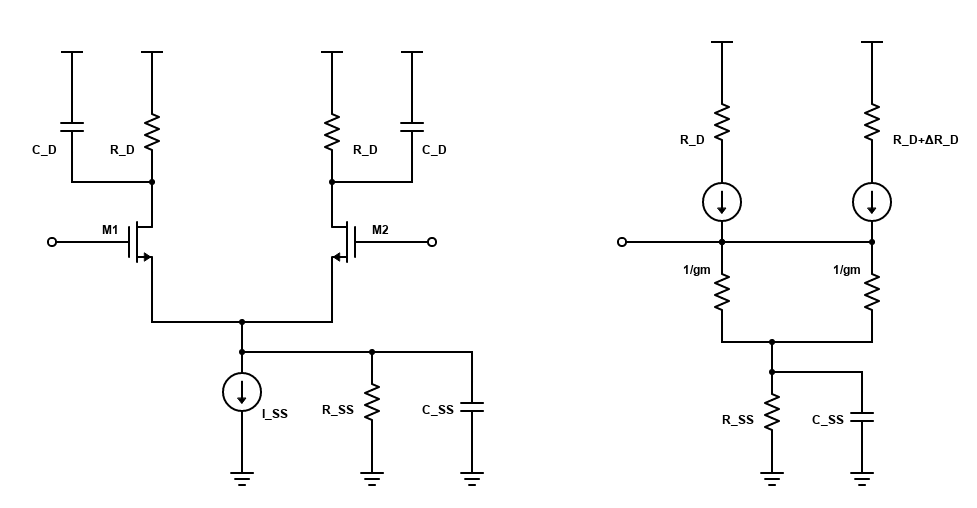 C_D
R_D
R_D
C_D
M1
M2
I_SS
R_SS
C_SS
R_D
R_D+ΔR_D
1/gm
1/gm
R_SS
C_SS